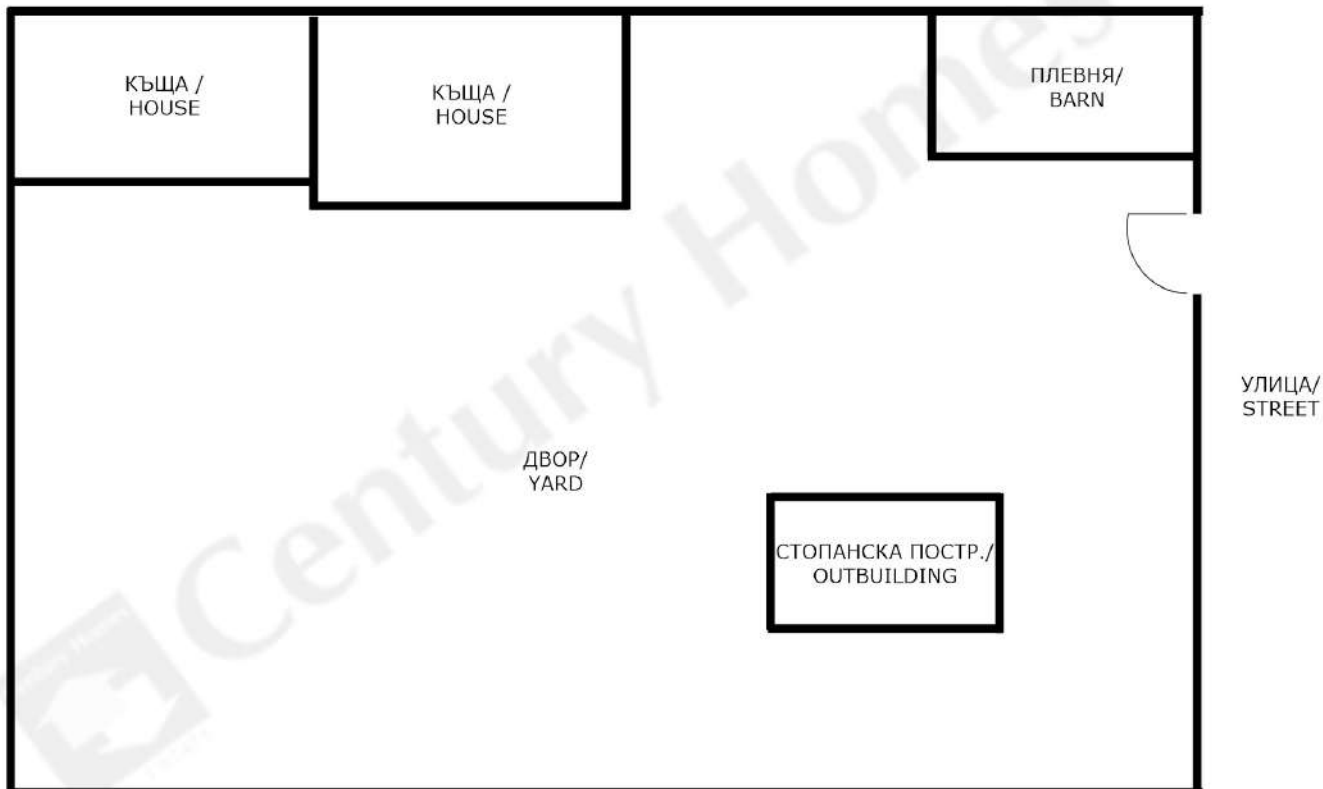 КЪЩА /
HOUSE
КЪЩА /
HOUSE
ПЛЕВНЯ/
BARN
УЛИЦА/
STREET
ДВОР/
YARD
СТОПАНСКА ПОСТР./
OUTBUILDING
Century Homes